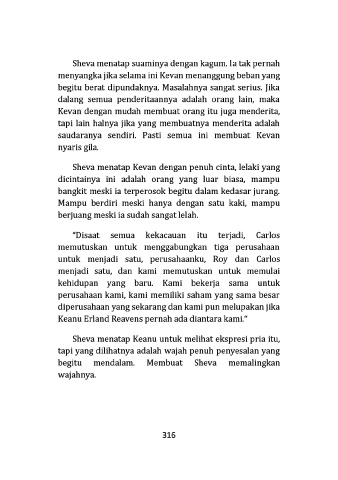 Sheva menatap suaminya dengan kagum. Ia tak pernah
menyangka jika selama ini Kevan menanggung beban yang
begitu berat dipundaknya. Masalahnya sangat serius. Jika
dalang semua penderitaannya adalah orang lain, maka
Kevan dengan mudah membuat orang itu juga menderita,
tapi lain halnya jika yang membuatnya menderita adalah
saudaranya sendiri. Pasti semua ini membuat Kevan
nyaris gila.
Sheva menatap Kevan dengan penuh cinta, lelaki yang
dicintainya ini adalah orang yang luar biasa, mampu
bangkit meski ia terperosok begitu dalam kedasar jurang.
Mampu berdiri meski hanya dengan satu kaki, mampu
berjuang meski ia sudah sangat lelah.
“Disaat semua kekacauan itu terjadi, Carlos
memutuskan untuk menggabungkan tiga perusahaan
untuk menjadi satu, perusahaanku, Roy dan Carlos
menjadi satu, dan kami memutuskan untuk memulai
kehidupan yang baru. Kami bekerja sama untuk
perusahaan kami, kami memiliki saham yang sama besar
diperusahaan yang sekarang dan kami pun melupakan jika
Keanu Erland Reavens pernah ada diantara kami.”
Sheva menatap Keanu untuk melihat ekspresi pria itu,
tapi yang dilihatnya adalah wajah penuh penyesalan yang
begitu mendalam. Membuat Sheva memalingkan
wajahnya.
316